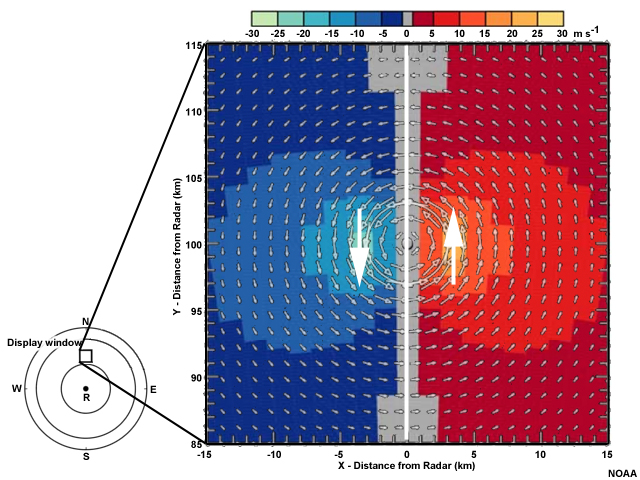 -30 -25 -20 -15 -10 -5 0 5 10 15 20 25 30 m s-1
115
110
105
100
95
90
85
Y - Distance from Radar (km)
-15 -10 -5 0 5 10 15
X - Distance from Radar (km)
Display window
N
W
R
E
S
NOAA